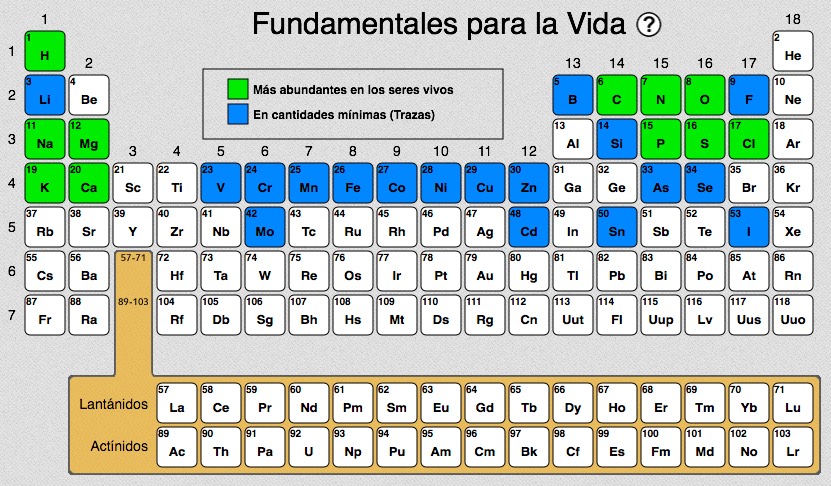 Fundamentales para la Vida ?
1 18
1 H 2 He
1
2 13 14 15 16 17
Más abundantes en los seres vivos
En cantidades mínimas (Trazas)
2 3 Li 4 Be 5 B 6 C 7 N 8 O 9 F 10 Ne
3 11 Na 12 Mg 13 Al 14 Si 15 P 16 S 17 Cl 18 Ar
3 4 5 6 7 8 9 10 11 12
4 19 K 20 Ca 21 Sc 22 Ti 23 V 24 Cr 25 Mn 26 Fe 27 Co 28 Ni 29 Cu 30 Zn 31 Ga 32 Ge 33 As 34 Se 35 Br 36 Kr
5 37 Rb 38 Sr 39 Y 40 Zr 41 Nb 42 Mo 43 Tc 44 Ru 45 Rh 46 Pd 47 Ag 48 Cd 49 In 50 Sn 51 Sb 52 Te 53 I 54 Xe
6 55 Cs 56 Ba 57-71 72 Hf 73 Ta 74 W 75 Re 76 Os 77 Ir 78 Pt 79 Au 80 Hg 81 Tl 82 Pb 83 Bi 84 Po 85 At 86 Rn
7 87 Fr 88 Ra 89-103 104 Rf 105 Db 106 Sg 107 Bh 108 Hs 109 Mt 110 Ds 111 Rg 112 Cn 113 Uut 114 Fl 115 Uup 116 Lv 117 Uus 118 Uuo
Lantánidos 57 La 58 Ce 59 Pr 60 Nd 61 Pm 62 Sm 63 Eu 64 Gd 65 Tb 66 Dy 67 Ho 68 Er 69 Tm 70 Yb 71 Lu
Actínidos 89 Ac 90 Th 91 Pa 92 U 93 Np 94 Pu 95 Am 96 Cm 97 Bk 98 Cf 99 Es 100 Fm 101 Md 102 No 103 Lr